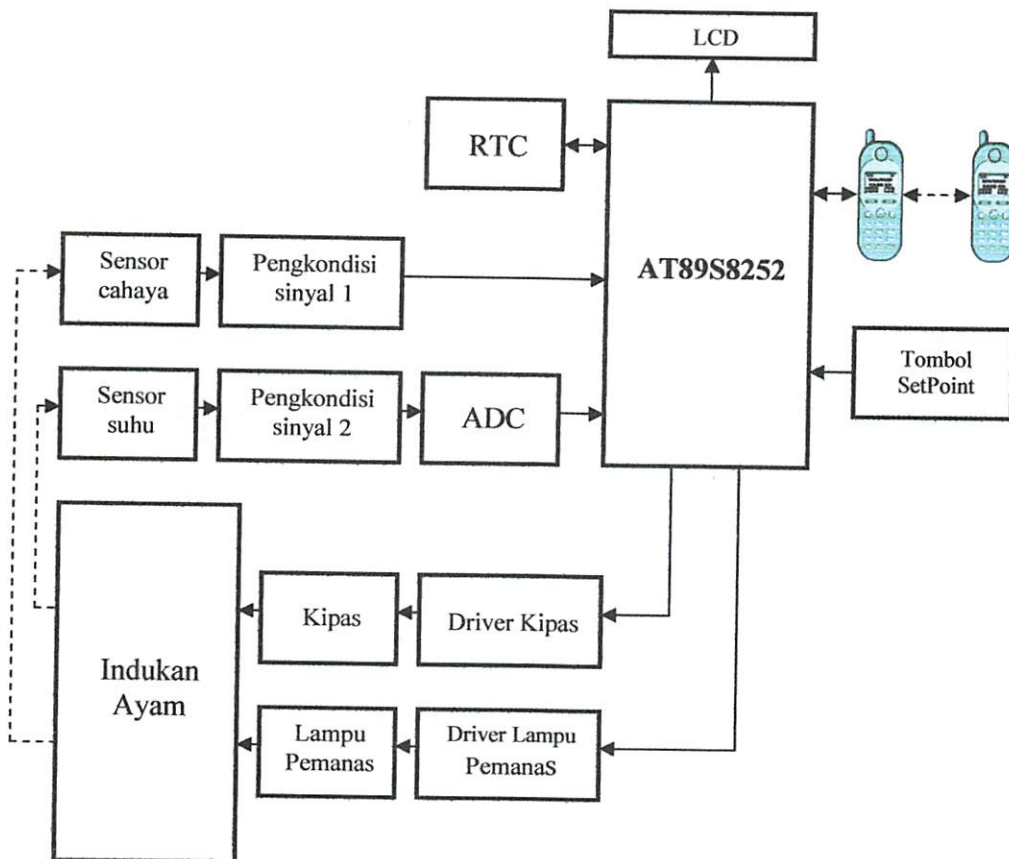 LCD
RTC
AT89S8252
Sensor
cahaya
Pengkondisi
sinyal 1
Tombol
SetPoint
Sensor
suhu
Pengkondisi
sinyal 2
ADC
Kipas
Driver Kipas
Indukan
Ayam
Lampu
Pemanas
Driver Lampu
PemanaS